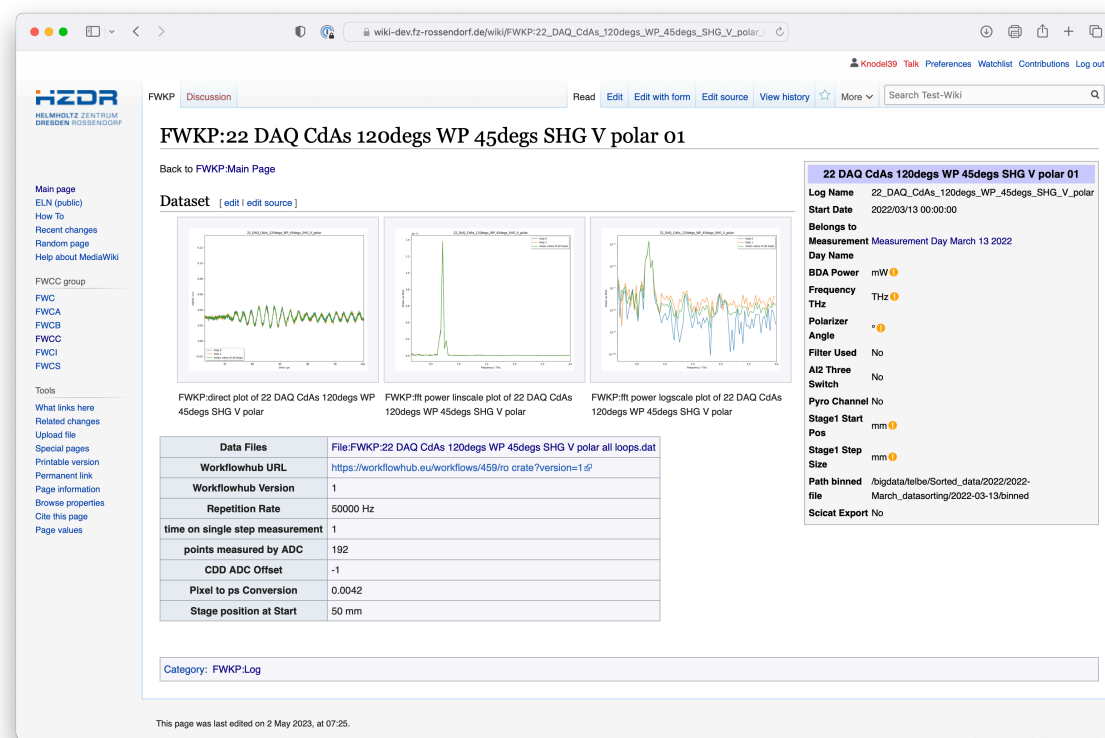 wiki-dev.fz-rossendorf.de/wiki/FWKP:22_DAQ_CdAs_120degs_WP_45degs_SHG_V_polar_
Knodel39 Talk Preferences Watchlist Contributions Log out
HZDR
HELMHOLTZ ZENTRUM
DRESDEN ROSSENDORF
FWKP Discussion Read Edit Edit with form Edit source View history More Search Test-Wiki
FWKP:22 DAQ CdAs 120degs WP 45degs SHG V polar 01
Back to FWKP:Main Page
Main page
ELN (public)
How To
Recent changes
Random page
Help about MediaWiki
FWCC group
FWC
FWCA
FWCB
FWCC
FWCI
FWCS
Tools
What links here
Related changes
Upload file
Special pages
Printable version
Permanent link
Page information
Browse properties
Cite this page
Page values
Dataset [ edit | edit source ]
22_DAQ_CdAs_120degs_WP_45degs_SHG_V_polar
22_DAQ_CdAs_120degs_WP_45degs_SHG_V_polar
22_DAQ_CdAs_120degs_WP_45degs_SHG_V_polar
FWKP:direct plot of 22 DAQ CdAs 120degs WP
45degs SHG V polar
FWKP:fft power linscale plot of 22 DAQ CdAs
120degs WP 45degs SHG V polar
FWKP:fft power logscale plot of 22 DAQ CdAs
120degs WP 45degs SHG V polar
Data Files File:FWKP:22 DAQ CdAs 120degs WP 45degs SHG V polar all loops.dat
Workflowhub URL https://workflowhub.eu/workflows/459/ro crate?version=1
Workflowhub Version 1
Repetition Rate 50000 Hz
time on single step measurement 1
points measured by ADC 192
CDD ADC Offset -1
Pixel to ps Conversion 0.0042
Stage position at Start 50 mm
22 DAQ CdAs 120degs WP 45degs SHG V polar 01
Log Name 22_DAQ_CdAs_120degs_WP_45degs_SHG_V_polar
Start Date 2022/03/13 00:00:00
Belongs to
Measurement Measurement Day March 13 2022
Day Name
BDA Power mW
Frequency
THz THz
Polarizer
Angle °
Filter Used No
AI2 Three
Switch No
Pyro Channel No
Stage1 Start
Pos mm
Stage1 Step
Size mm
Path binned /bigdata/telbe/Sorted_data/2022/2022-
file March_datasorting/2022-03-13/binned
Scicat Export No
Category: FWKP:Log
This page was last edited on 2 May 2023, at 07:25.